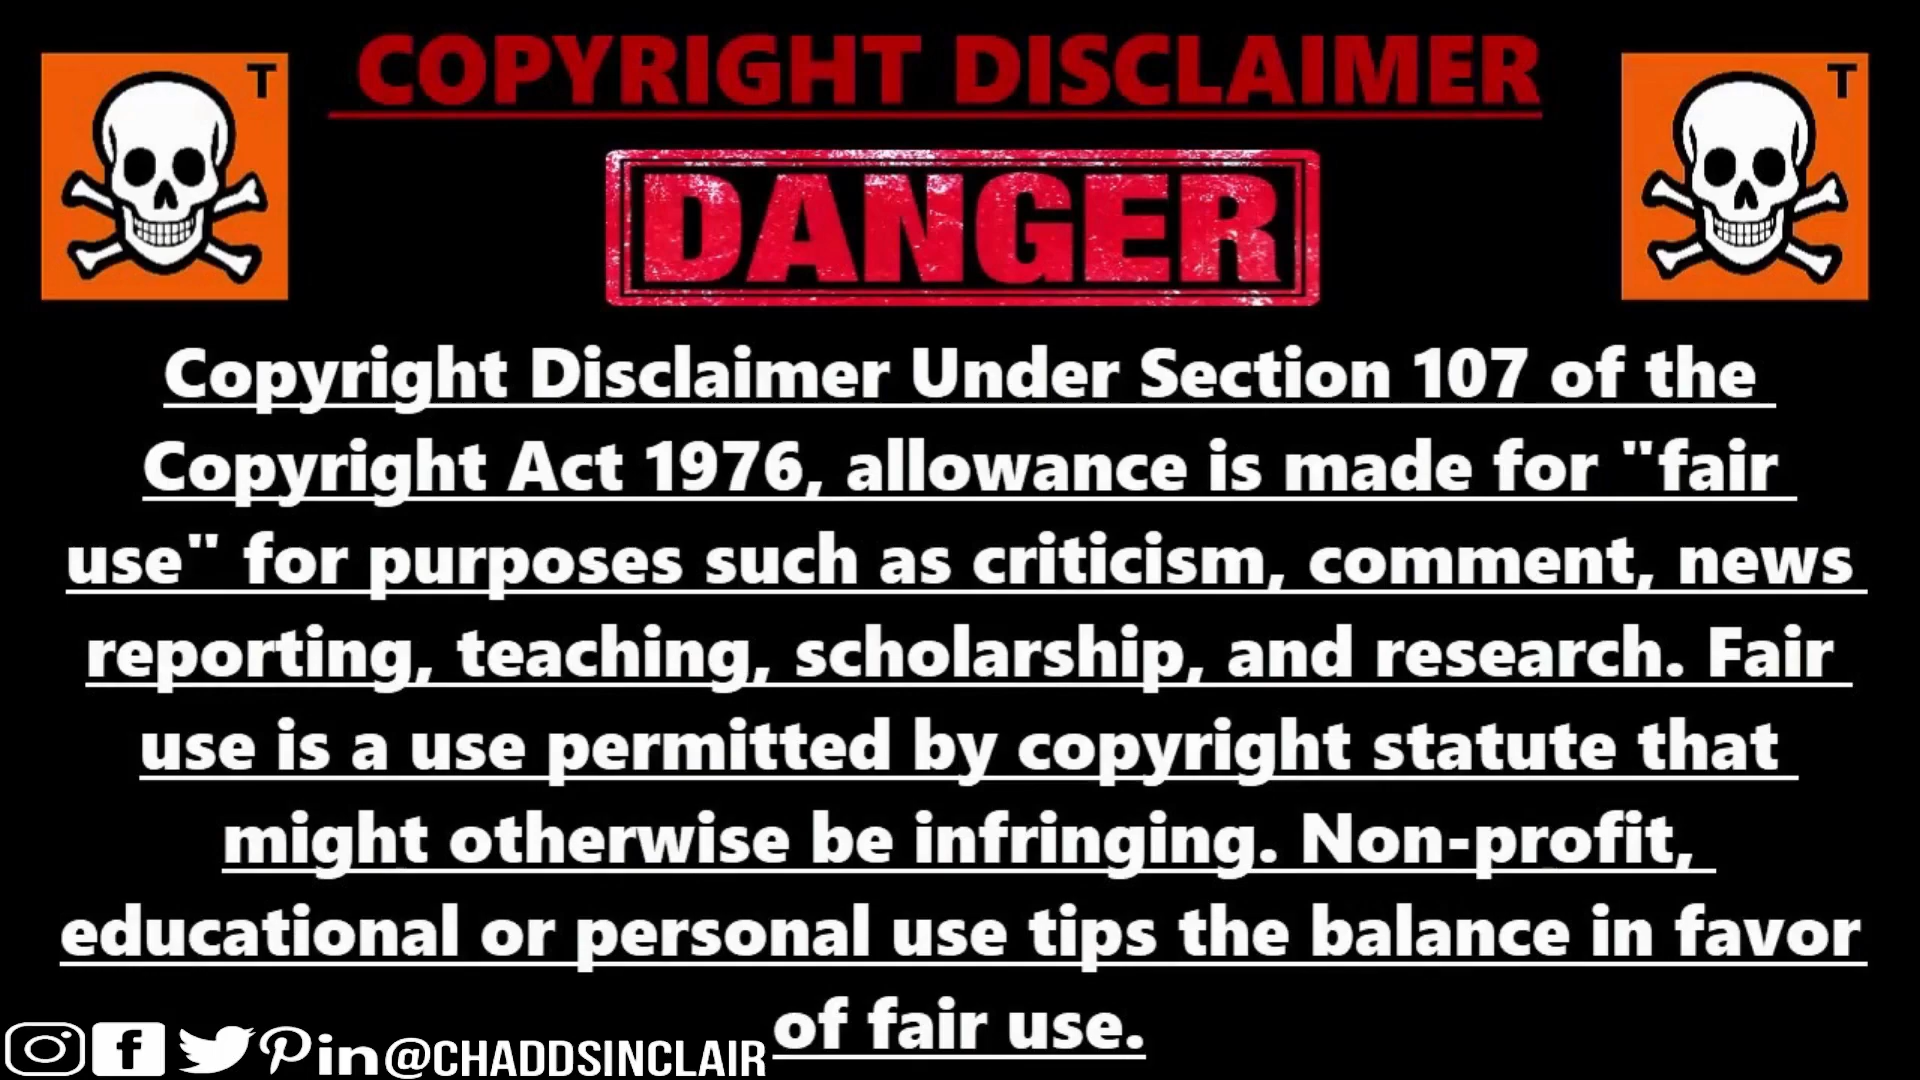 T
COPYRIGHT DISCLAIMER
T
DANGER
Copyright Disclaimer Under Section 107 of the
Copyright Act 1976, allowance is made for "fair
use" for purposes such as criticism, comment, news
reporting, teaching, scholarship, and research. Fair
use is a use permitted by copyright statute that
might otherwise be infringing. Non-profit,
educational or personal use tips the balance in favor
of fair use.
@CHADDSINCLAIR